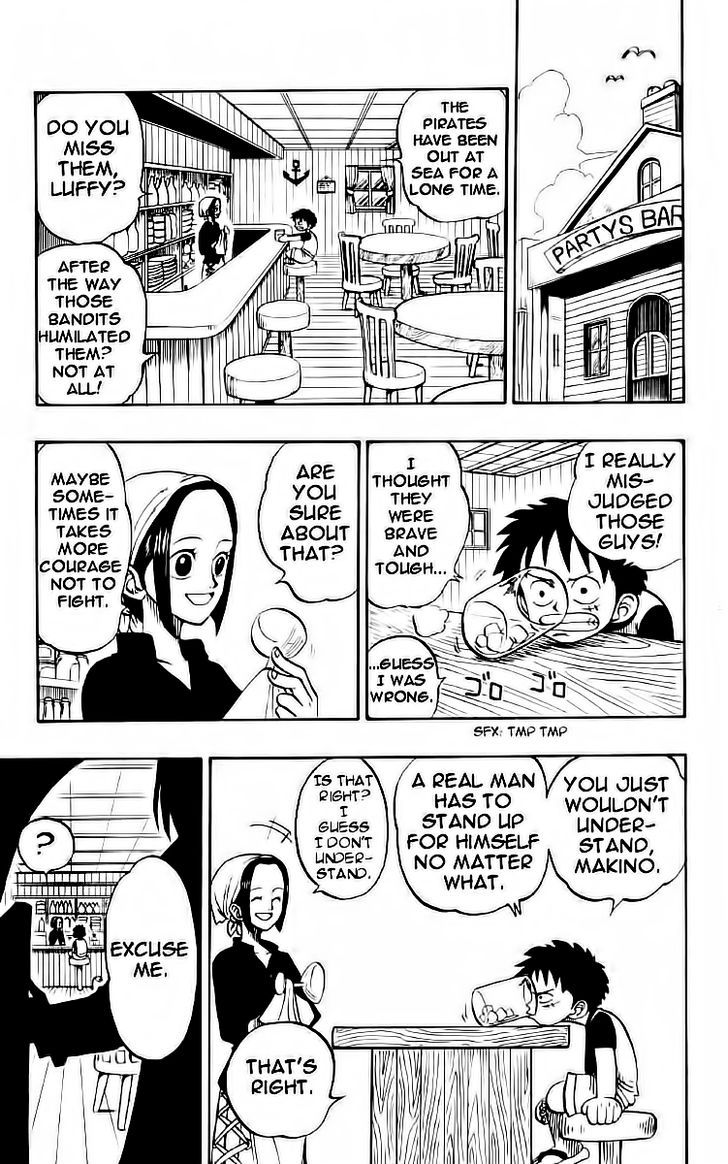 PARTYS BAR
THE
PIRATES
HAVE BEEN
OUT AT
SEA FOR A
LONG TIME.
DO YOU
MISS
THEM,
LUFFY?
AFTER
THE WAY
THOSE
BANDITS
HUMILATED
THEM?
NOT AT
ALL!
I REALLY
MIS-
JUDGED
THOSE
GUYS!
I
THOUGHT
THEY
WERE
BRAVE
AND
TOUGH...
...GUESS
I WAS
WRONG.
ゴロ ゴロ
SFX: TMP TMP
ARE
YOU
SURE
ABOUT
THAT?
MAYBE
SOME-
TIMES IT
TAKES
MORE
COURAGE
NOT TO
FIGHT.
YOU JUST
WOULDN'T
UNDER-
STAND,
MAKINO.
A REAL MAN
HAS TO
STAND UP
FOR HIMSELF
NO MATTER
WHAT.
IS THAT
RIGHT?
I
GUESS
I DON'T
UNDER-
STAND.
THAT'S
RIGHT.
EXCUSE
ME.
?